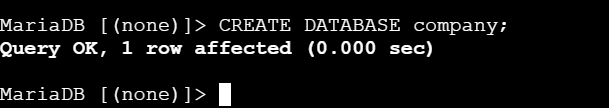 MariaDB [(none)]> CREATE DATABASE company;
Query OK, 1 row affected (0.000 sec)
MariaDB [(none)]>